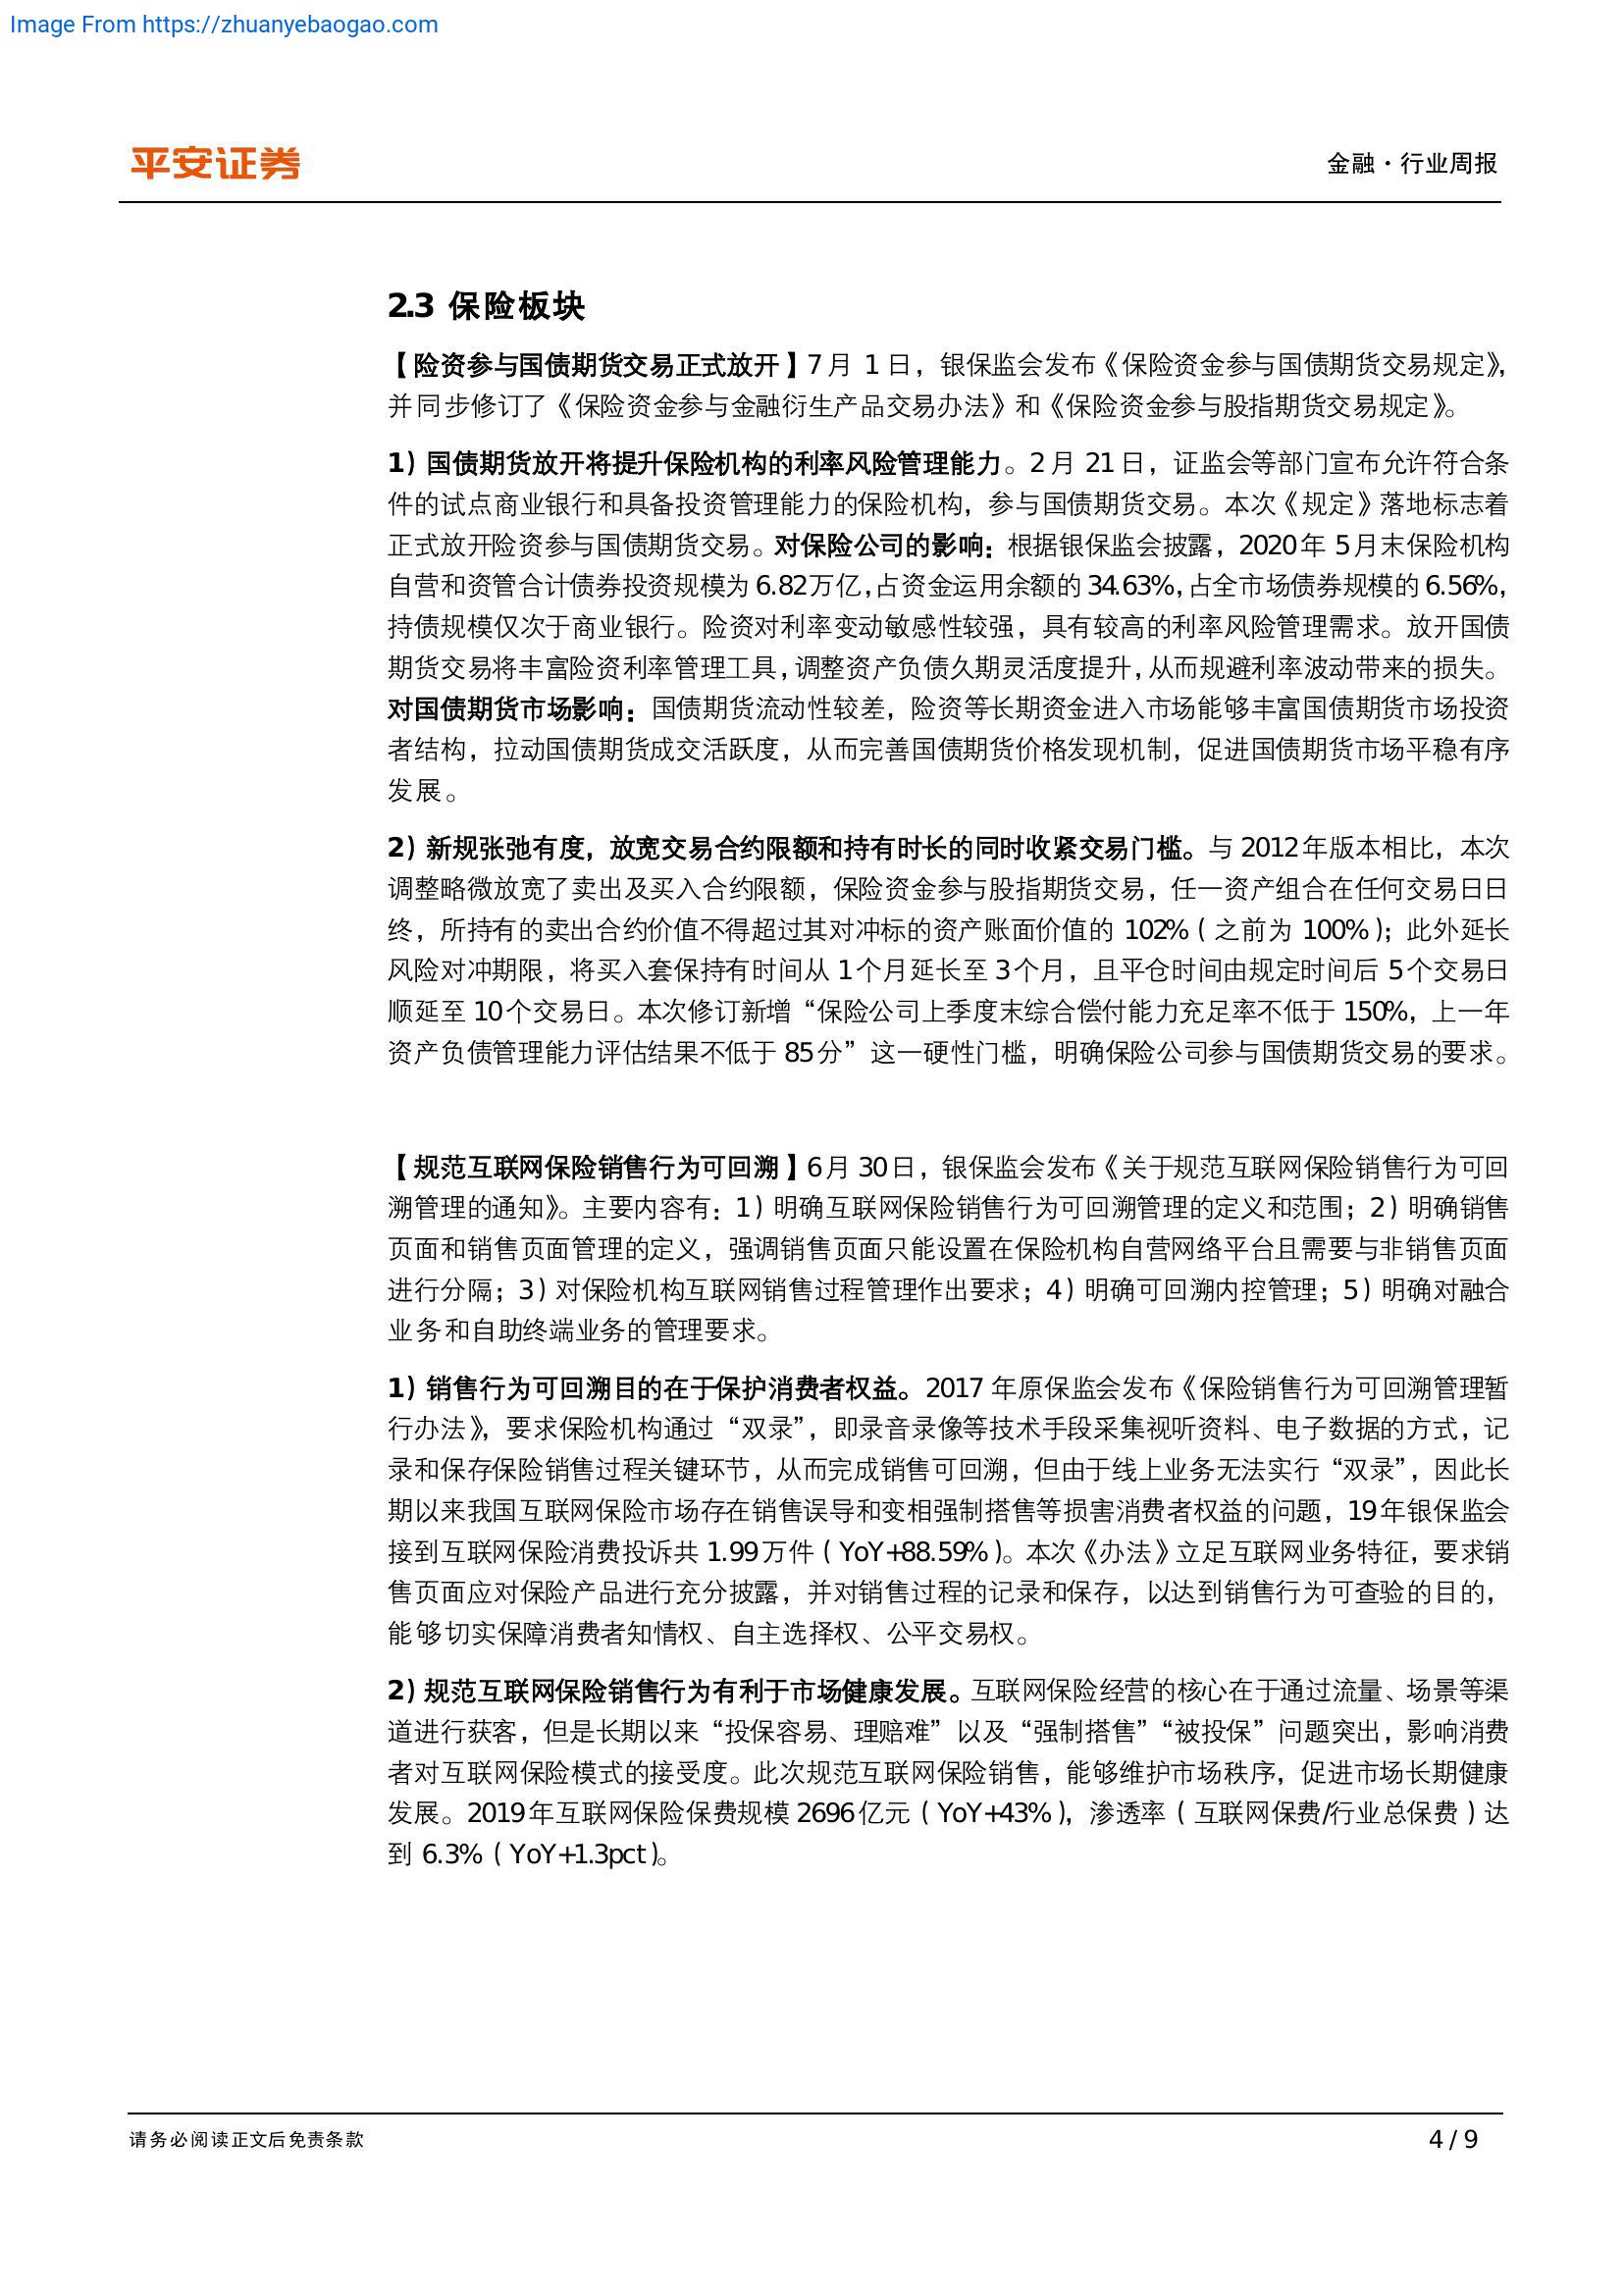 Image From https://zhuanyebaogao.com
平安证券
金融·行业周报
2.3 保险板块
【险资参与国债期货交易正式放开】7月 1 日，银保监会发布《保险资金参与国债期货交易规定》，
并同步修订了《保险资金参与金融衍生产品交易办法》和《保险资金参与股指期货交易规定》。
1）国债期货放开将提升保险机构的利率风险管理能力。2月 21日，证监会等部门宣布允许符合条
件的试点商业银行和具备投资管理能力的保险机构，参与国债期货交易。本次《规定》落地标志着
正式放开险资参与国债期货交易。对保险公司的影响：根据银保监会披露，2020年 5月末保险机构
自营和资管合计债券投资规模为 6.82万亿，占资金运用余额的 34.63%，占全市场债券规模的 6.56%，
持债规模仅次于商业银行。险资对利率变动敏感性较强，具有较高的利率风险管理需求。放开国债
期货交易将丰富险资利率管理工具，调整资产负债久期灵活度提升，从而规避利率波动带来的损失。
对国债期货市场影响：国债期货流动性较差，险资等长期资金进入市场能够丰富国债期货市场投资
者结构，拉动国债期货成交活跃度，从而完善国债期货价格发现机制，促进国债期货市场平稳有序
发展。
2）新规张弛有度，放宽交易合约限额和持有时长的同时收紧交易门槛。与 2012年版本相比，本次
调整略微放宽了卖出及买入合约限额，保险资金参与股指期货交易，任一资产组合在任何交易日日
终，所持有的卖出合约价值不得超过其对冲标的资产账面价值的 102%（之前为 100%）；此外延长
风险对冲期限，将买入套保持有时间从 1个月延长至 3个月，且平仓时间由规定时间后 5个交易日
顺延至 10个交易日。本次修订新增“保险公司上季度末综合偿付能力充足率不低于 150%，上一年
资产负债管理能力评估结果不低于 85分”这一硬性门槛，明确保险公司参与国债期货交易的要求。
【规范互联网保险销售行为可回溯】6月 30日，银保监会发布《关于规范互联网保险销售行为可回
溯管理的通知》。主要内容有：1）明确互联网保险销售行为可回溯管理的定义和范围；2）明确销售
页面和销售页面管理的定义，强调销售页面只能设置在保险机构自营网络平台且需要与非销售页面
进行分隔；3）对保险机构互联网销售过程管理作出要求；4）明确可回溯内控管理；5）明确对融合
业务和自助终端业务的管理要求。
1）销售行为可回溯目的在于保护消费者权益。2017 年原保监会发布《保险销售行为可回溯管理暂
行办法》，要求保险机构通过“双录”，即录音录像等技术手段采集视听资料、电子数据的方式，记
录和保存保险销售过程关键环节，从而完成销售可回溯，但由于线上业务无法实行“双录”，因此长
期以来我国互联网保险市场存在销售误导和变相强制搭售等损害消费者权益的问题，19年银保监会
接到互联网保险消费投诉共 1.99万件（YoY+88.59%）。本次《办法》立足互联网业务特征，要求销
售页面应对保险产品进行充分披露，并对销售过程的记录和保存，以达到销售行为可查验的目的，
能够切实保障消费者知情权、自主选择权、公平交易权。
2）规范互联网保险销售行为有利于市场健康发展。互联网保险经营的核心在于通过流量、场景等渠
道进行获客，但是长期以来“投保容易、理赔难”以及“强制搭售”“被投保”问题突出，影响消费
者对互联网保险模式的接受度。此次规范互联网保险销售，能够维护市场秩序，促进市场长期健康
发展。2019年互联网保险保费规模 2696亿元（YoY+43%），渗透率（互联网保费/行业总保费）达
到 6.3%（YoY+1.3pct）。
请务必阅读正文后免责条款
4 / 9